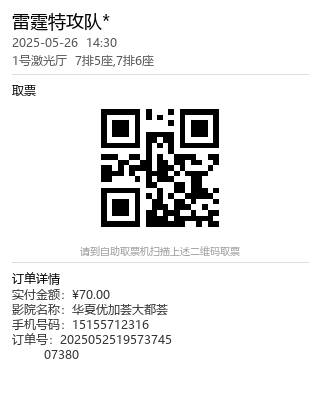 雷霆特攻队*
2025-05-26 14:30
1号激光厅 7排5座,7排6座
取票
请到自助取票机扫描上述二维码取票
订单详情
实付金额：¥70.00
影院名称：华夏优加荟大都荟
手机号码：15155712316
订单号：2025052519573745
07380